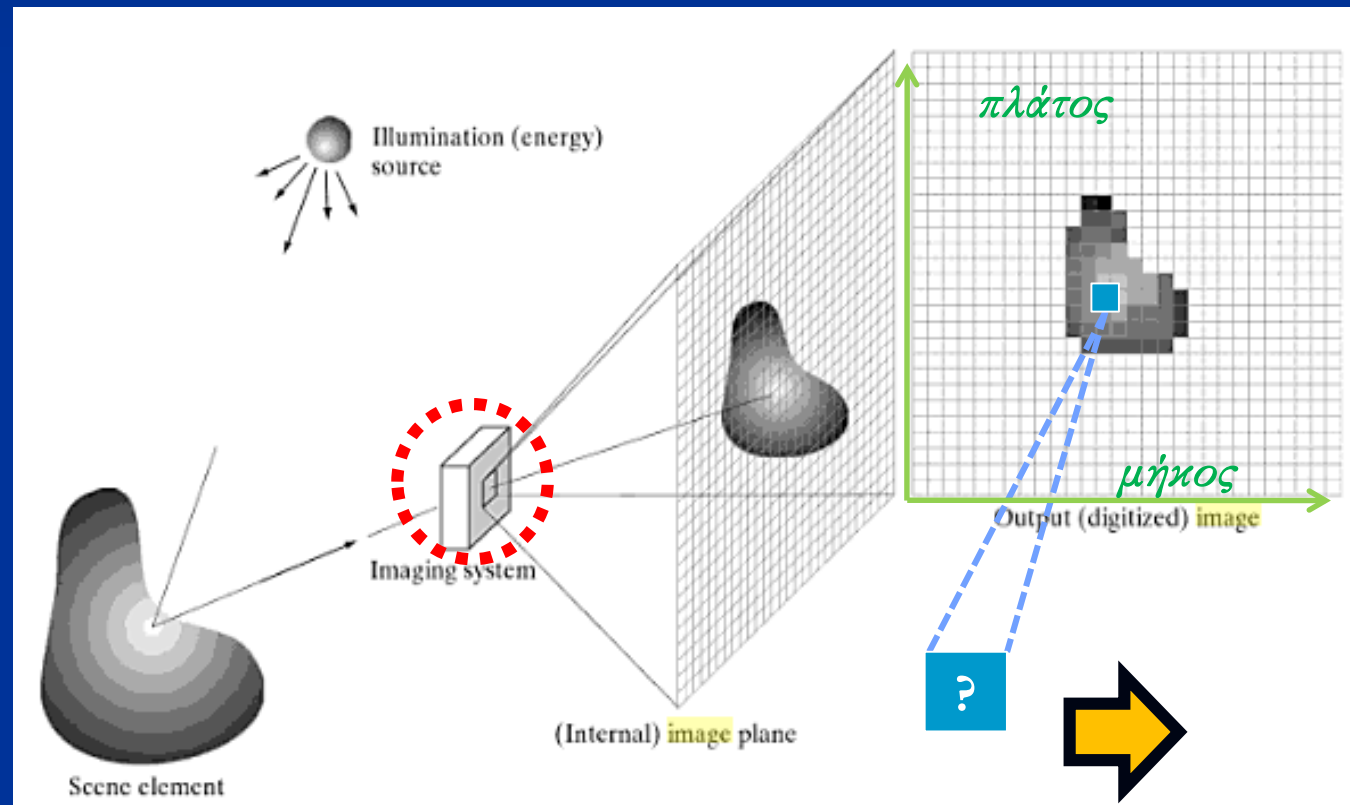 πλάτος
Illumination (energy)
source
μήκος
Output (digitized) image
Imaging system
?
(Internal) image plane
Scene element